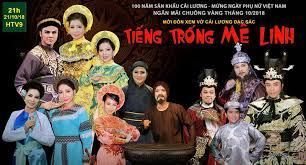 21h
21/10/18
HTV9
100 NĂM SÂN KHẤU CẢI LƯƠNG - MỪNG NGÀY PHỤ NỮ VIỆT NAM
NGÂN MÃI CHUÔNG VÀNG THÁNG 10/2018
MỜI ĐÓN XEM VỞ CẢI LƯƠNG ĐẶC SẮC
TIẾNG TRỐNG MÊ LINH